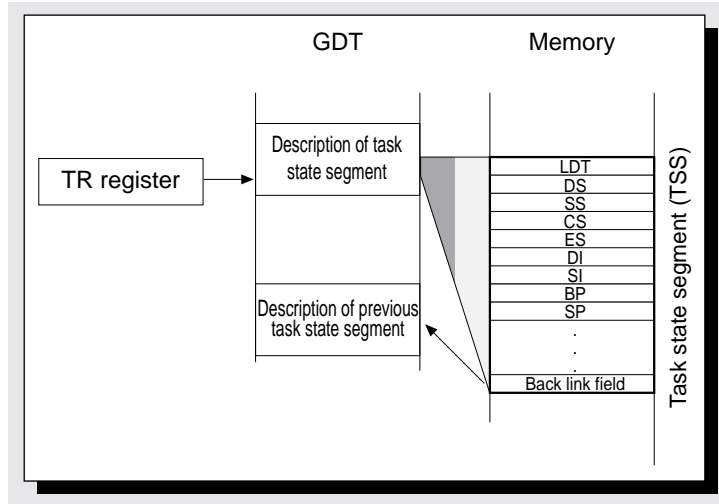 GDT
Memory
Description of task
state segment
TR register
LDT
DS
SS
CS
ES
DI
SI
BP
SP
.
.
.
Back link field
Description of previous
task state segment
Task state segment (TSS)